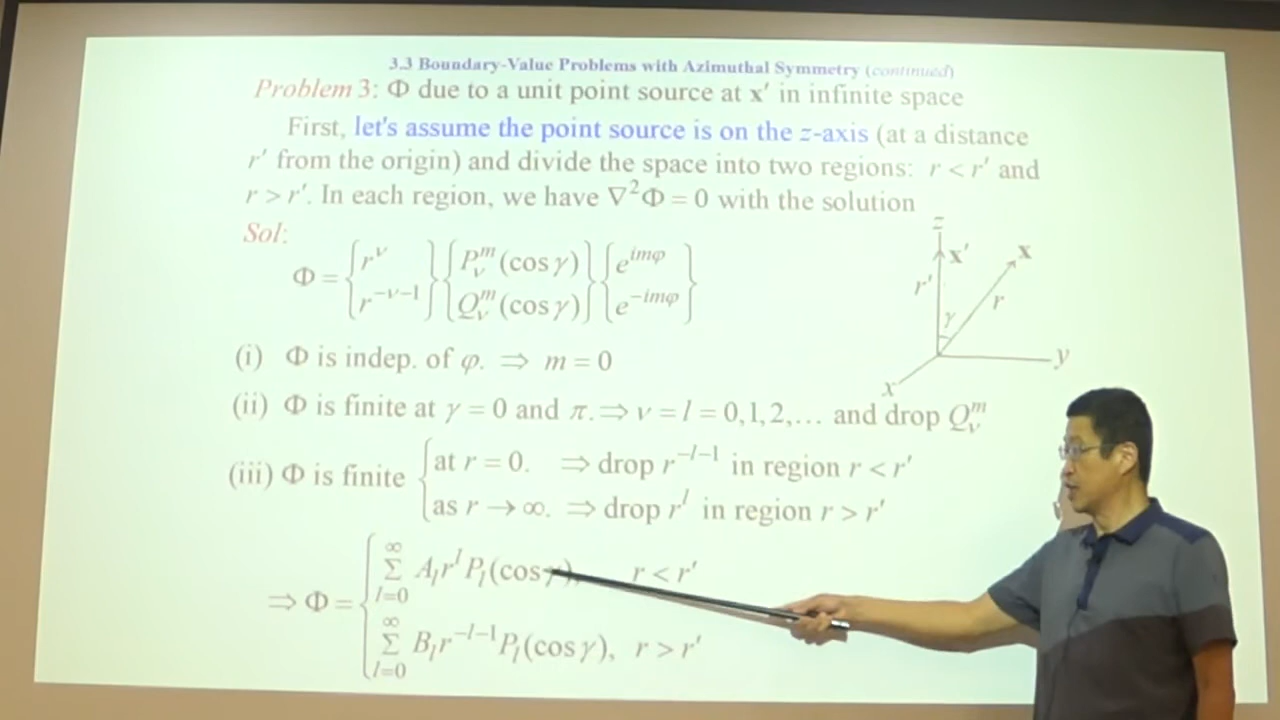 3.3 Boundary-Value Problems with Azimuthal Symmetry (continued)
Problem 3: Φ due to a unit point source at x′ in infinite space
First, let's assume the point source is on the z-axis (at a distance
r′ from the origin) and divide the space into two regions: r < r′ and
r > r′. In each region, we have ∇²Φ = 0 with the solution
Sol:
Φ = { r^ν r^{−ν−1} } { P_ν^m (cos γ) Q_ν^m (cos γ) } { e^{imφ} e^{−imφ} }
z
x′
x
r′
r
γ
y
x
(i) Φ is indep. of φ. ⇒ m = 0
(ii) Φ is finite at γ = 0 and π. ⇒ ν = l = 0, 1, 2, … and drop Q_ν^m
(iii) Φ is finite { at r = 0. ⇒ drop r^{−l−1} in region r < r′
as r → ∞. ⇒ drop r^l in region r > r′
⇒ Φ = { ∑_{l=0}^{∞} A_l r^l P_l (cos γ), r < r′
∑_{l=0}^{∞} B_l r^{−l−1} P_l (cos γ), r > r′